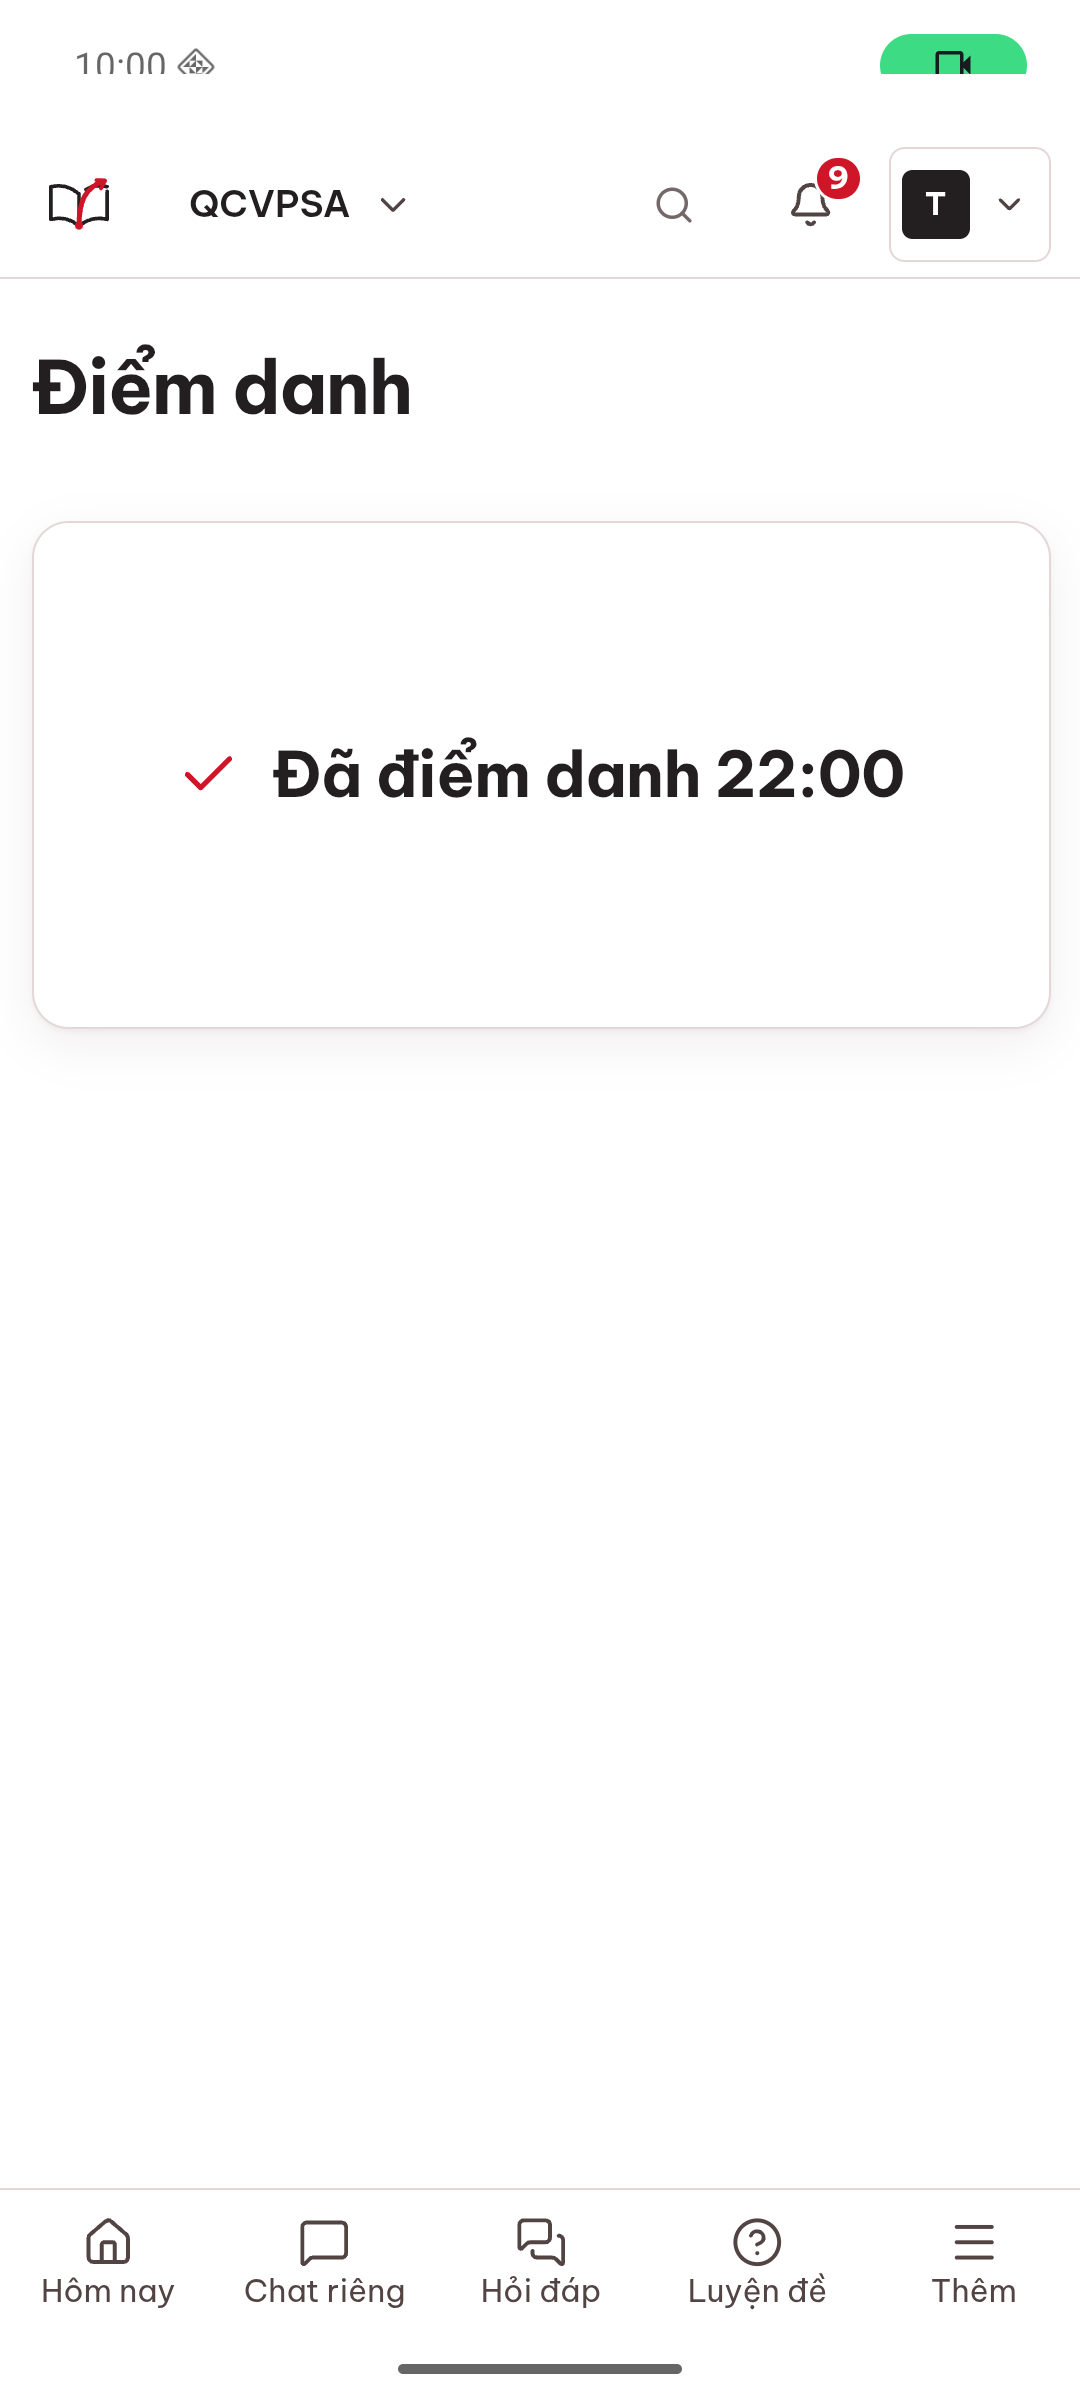 10:00
QCVPSA
9
T
Điểm danh
Đã điểm danh 22:00
Hôm nay
Chat riêng
Hỏi đáp
Luyện đề
Thêm